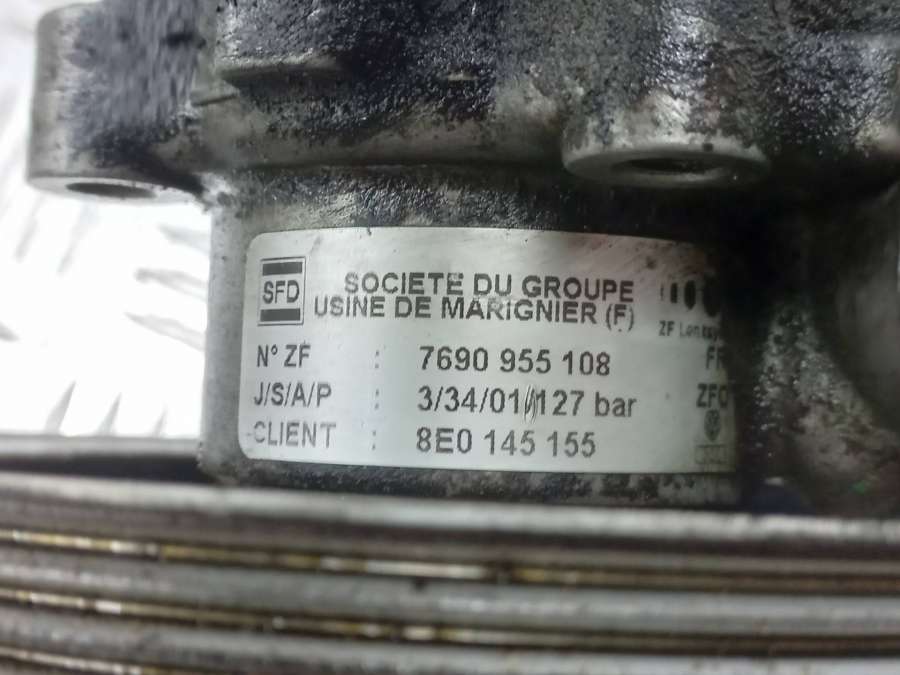 SFD
SOCIETE DU GROUPE
USINE DE MARIGNIER (F)
ZF
N° ZF : 7690 955 108
J/S/A/P : 3/34/01/127 bar
CLIENT : 8E0 145 155